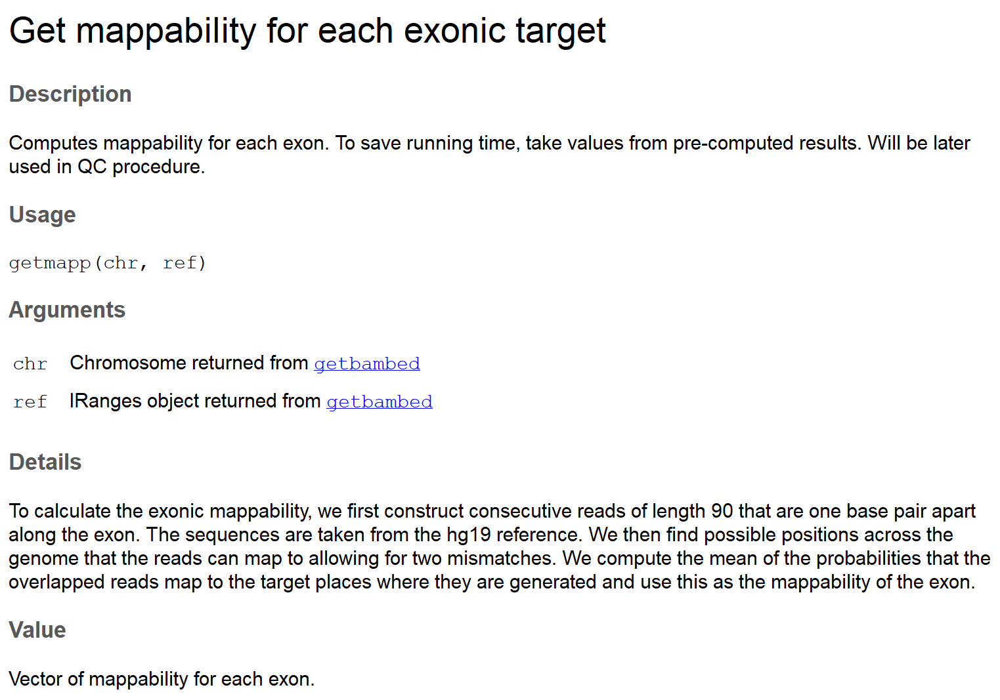 Get mappability for each exonic target
Description
Computes mappability for each exon. To save running time, take values from pre-computed results. Will be later
used in QC procedure.
Usage
getmapp(chr, ref)
Arguments
chr Chromosome returned from getbambed
ref IRanges object returned from getbambed
Details
To calculate the exonic mappability, we first construct consecutive reads of length 90 that are one base pair apart
along the exon. The sequences are taken from the hg19 reference. We then find possible positions across the
genome that the reads can map to allowing for two mismatches. We compute the mean of the probabilities that the
overlapped reads map to the target places where they are generated and use this as the mappability of the exon.
Value
Vector of mappability for each exon.